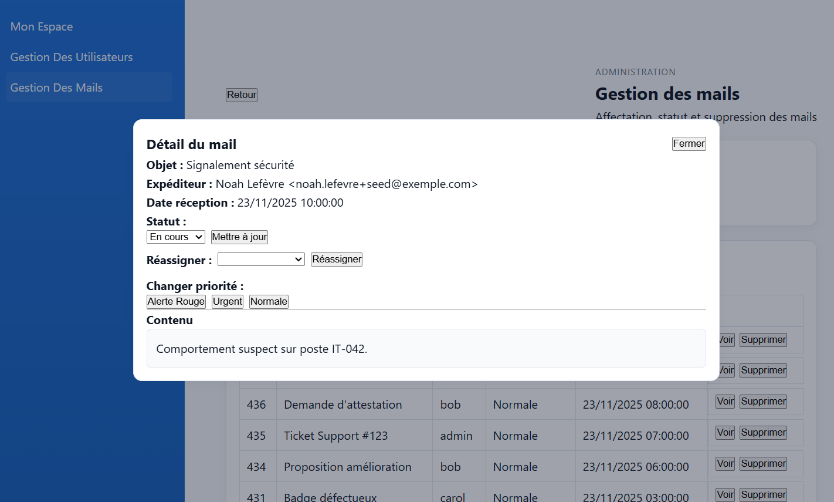 Mon Espace
Gestion Des Utilisateurs
Gestion Des Mails
ADMINISTRATION
Gestion des mails
Affectation, statut et suppression des mails
Retour
Détail du mail
Fermer
Objet : Signalement sécurité
Expéditeur : Noah Lefèvre <noah.lefevre+seed@exemple.com>
Date réception : 23/11/2025 10:00:00
Statut :
En cours Mettre à jour
Réassigner : Réassigner
Changer priorité :
Alerte Rouge Urgent Normale
Contenu
Comportement suspect sur poste IT-042.
Voir Supprimer
Voir Supprimer
436 Demande d'attestation bob Normale 23/11/2025 08:00:00 Voir Supprimer
435 Ticket Support #123 admin Normale 23/11/2025 07:00:00 Voir Supprimer
434 Proposition amélioration bob Normale 23/11/2025 06:00:00 Voir Supprimer
431 Badge défectueux carol Normale 23/11/2025 03:00:00 Voir Supprimer